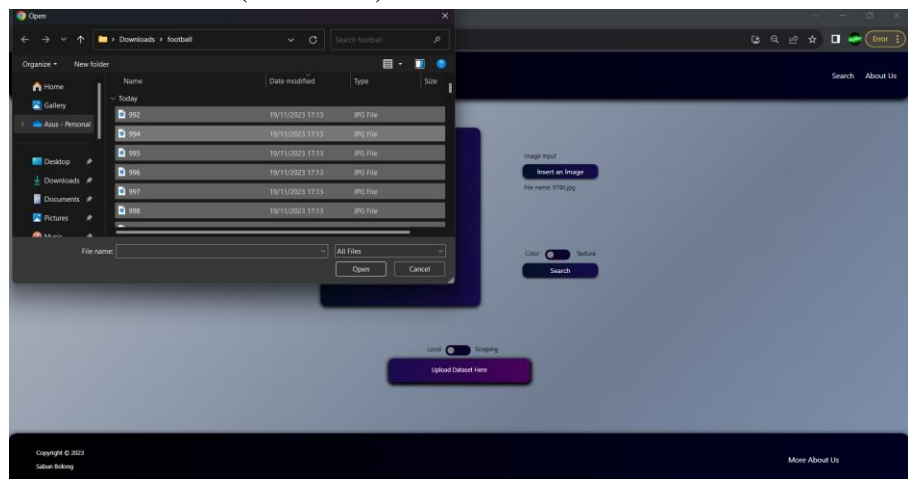 Open
Downloads > football
Search football
Organize
New folder
Name
Date modified
Type
Size
Home
Gallery
Asus - Personal
Desktop
Downloads
Documents
Pictures
Today
992 19/11/2023 17:13 JPG File
994 19/11/2023 17:13 JPG File
995 19/11/2023 17:13 JPG File
996 19/11/2023 17:13 JPG File
997 19/11/2023 17:13 JPG File
998 19/11/2023 17:13 JPG File
File name:
All Files
Open
Cancel
Error
Search
About Us
Image Input
Insert an Image
File name: 9786.jpg
Color
Texture
Search
Local
Scraping
Upload Dataset Here
Copyright © 2023
Sabun Bolong
More About Us